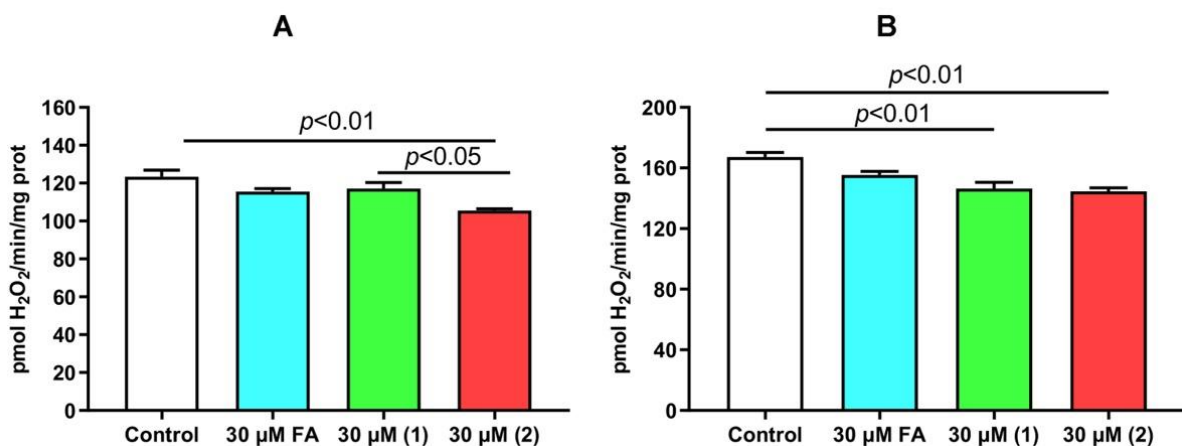 A
pmol H₂O₂/min/mg prot
160
140
120
100
80
60
40
20
0
p<0.01
p<0.05
Control 30 µM FA 30 µM (1) 30 µM (2)
B
pmol H₂O₂/min/mg prot
200
160
120
80
40
0
p<0.01
p<0.01
Control 30 µM FA 30 µM (1) 30 µM (2)